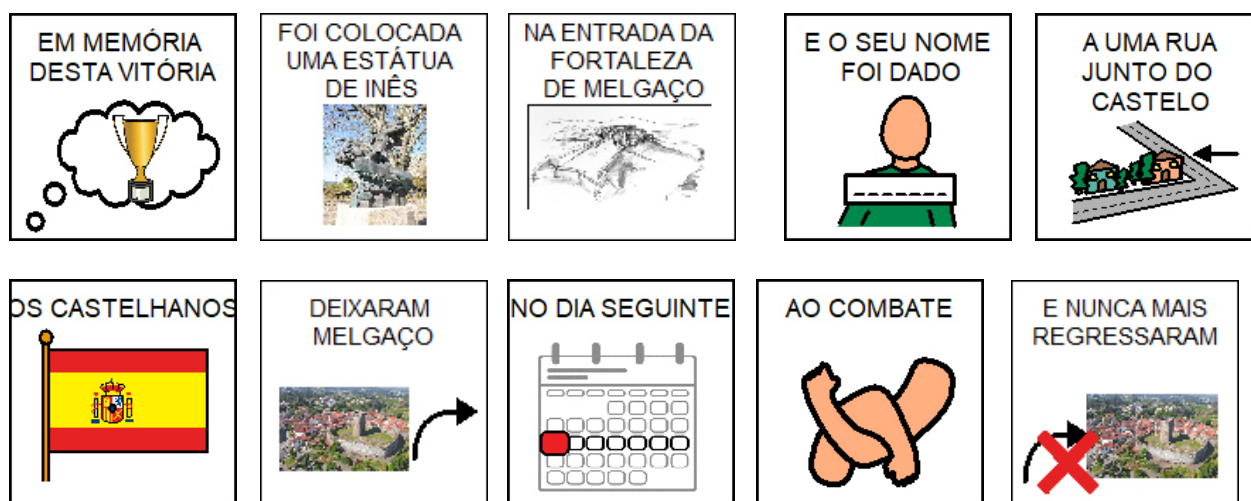 EM MEMÓRIA
DESTA VITÓRIA
FOI COLOCADA
UMA ESTÁTUA
DE INÊS
NA ENTRADA DA
FORTALEZA
DE MELGAÇO
E O SEU NOME
FOI DADO
A UMA RUA
JUNTO DO
CASTELO
OS CASTELHANOS
DEIXARAM
MELGAÇO
NO DIA SEGUINTE
AO COMBATE
E NUNCA MAIS
REGRESSARAM